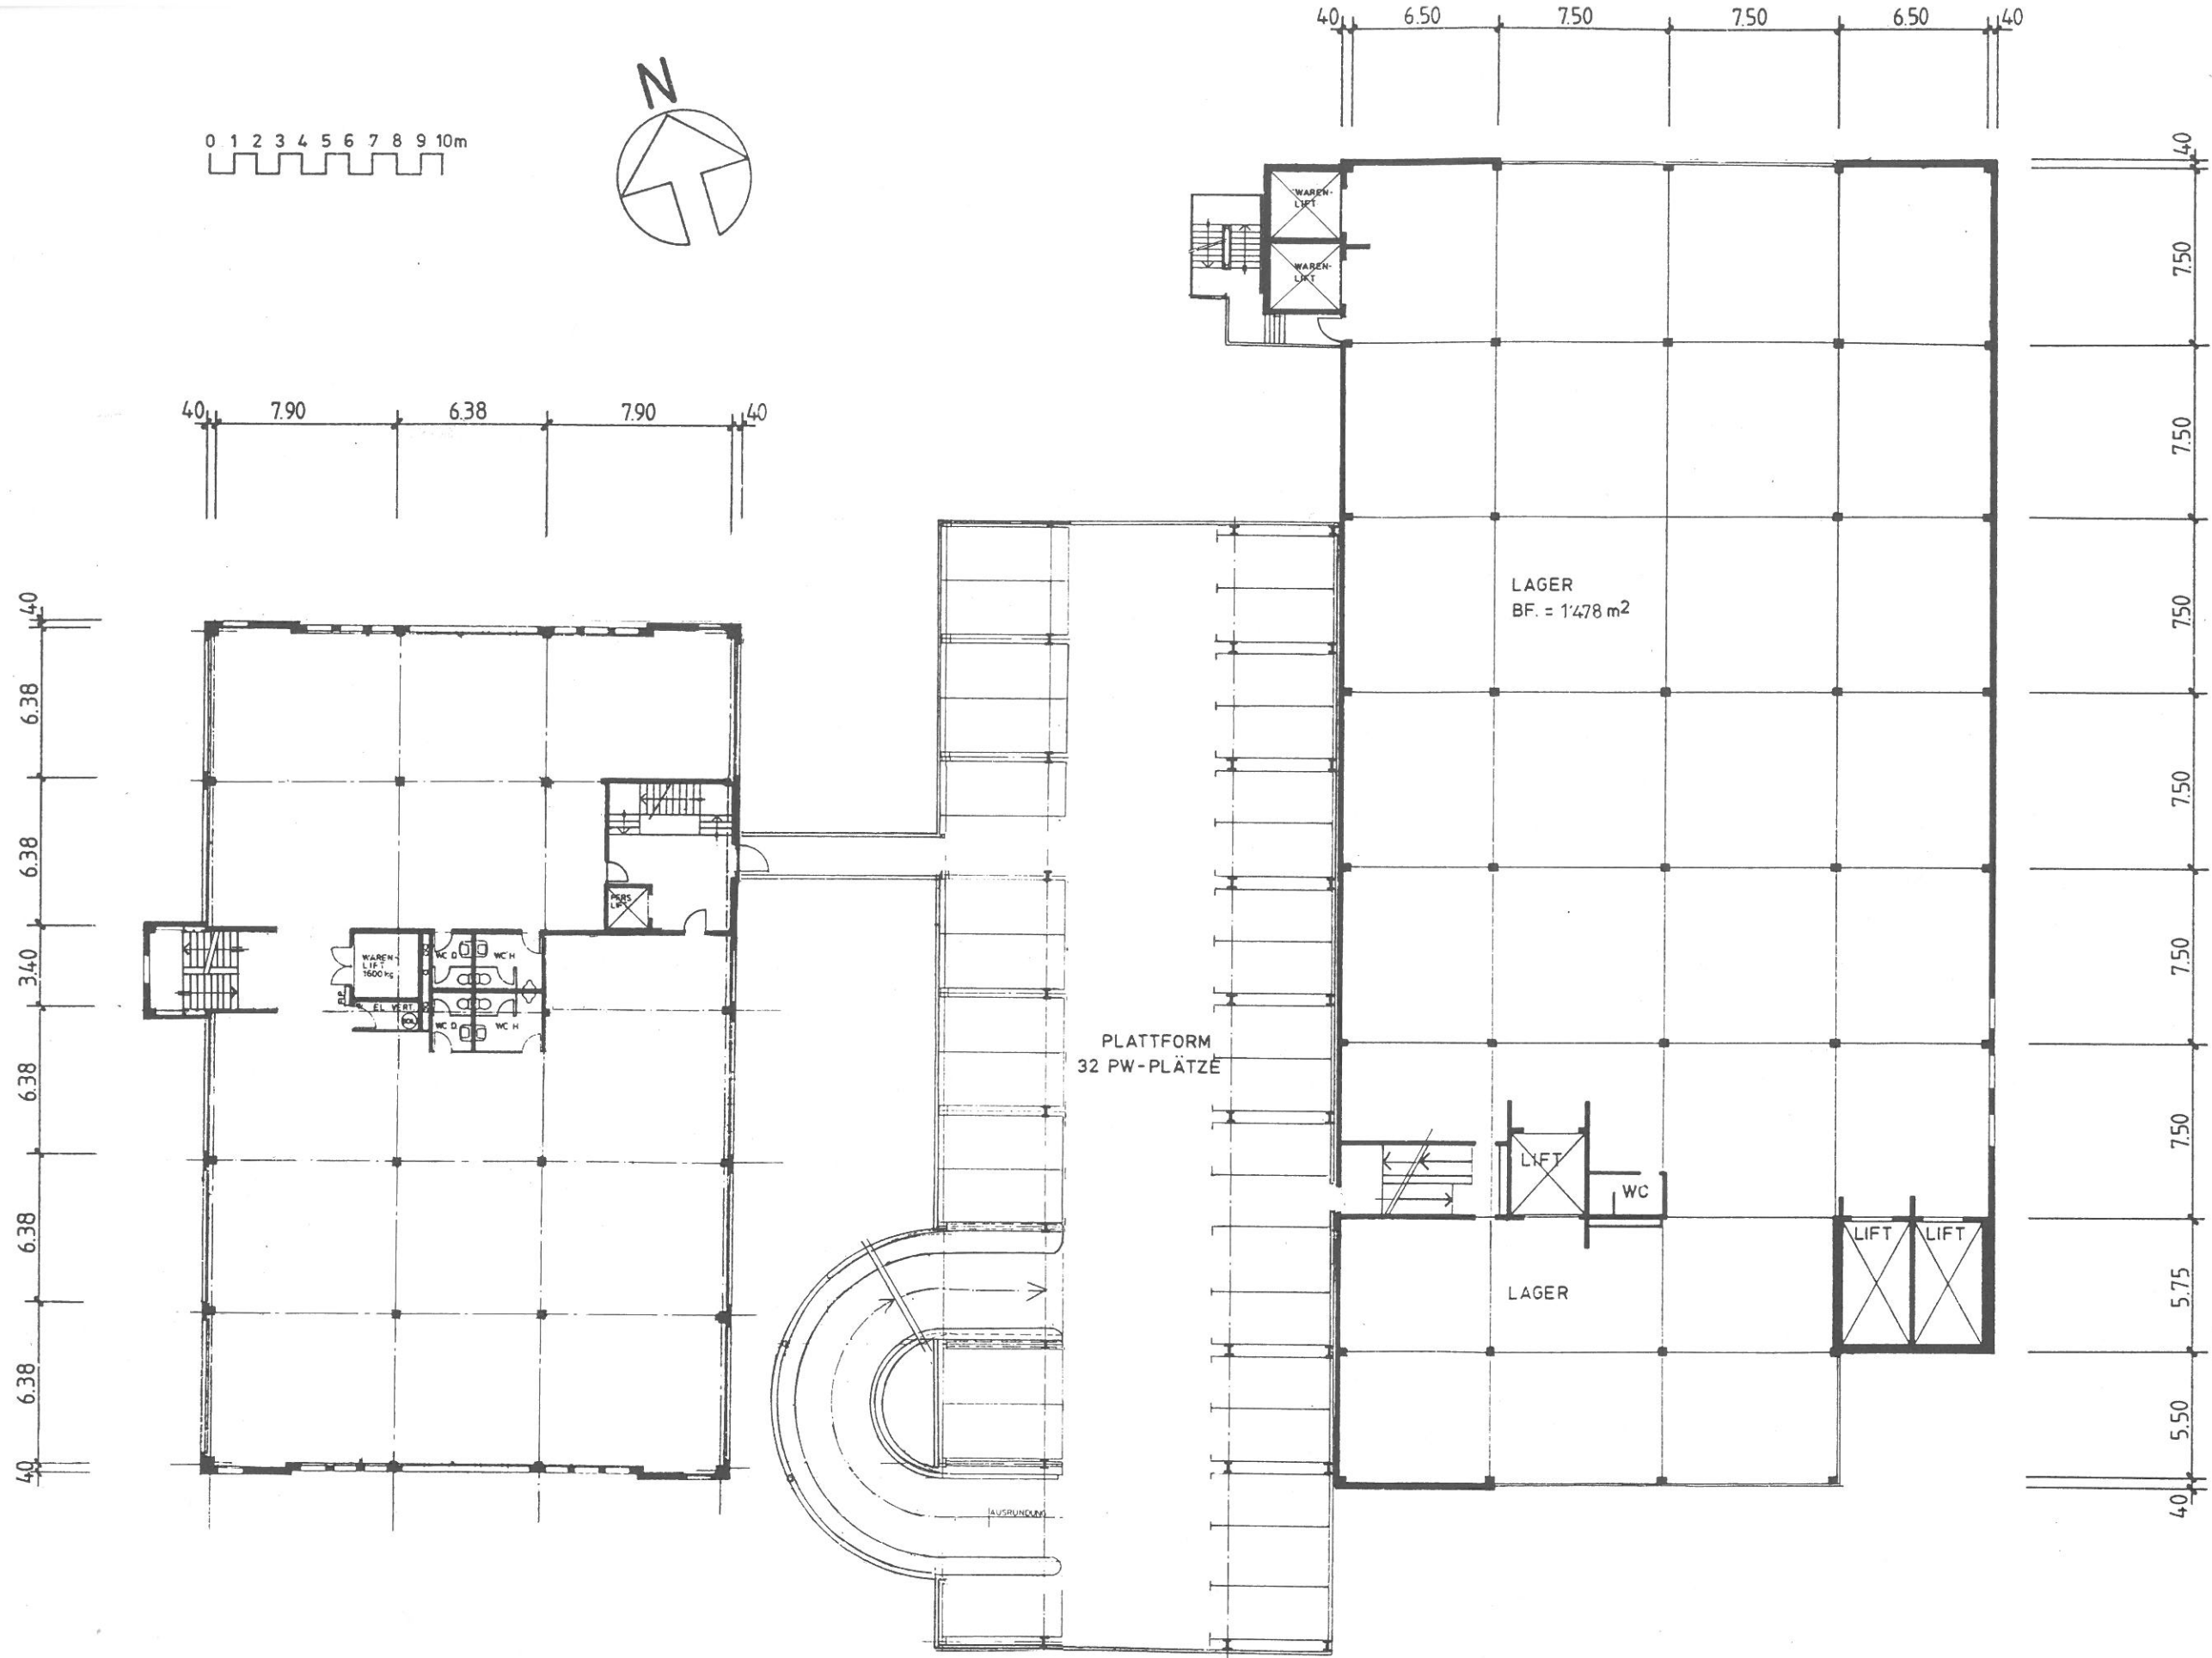 40 6.50 7.50 7.50 6.50 40
N
0 1 2 3 4 5 6 7 8 9 10m
40
7.50
7.50
7.50
7.50
7.50
7.50
5.75
5.50
40
WAREN-
LIFT
WAREN-
LIFT
40 7.90 6.38 7.90 40
40
6.38
6.38
3.40
6.38
6.38
6.38
40
LAGER
BF. = 1'478 m²
PERS
LIFT
WAREN-
LIFT
1600 kg
WC D
WC H
EL. VERT.
WC D
WC H
PLATTFORM
32 PW-PLÄTZE
LIFT
WC
LIFT
LIFT
LAGER
AUSRUNDUNG